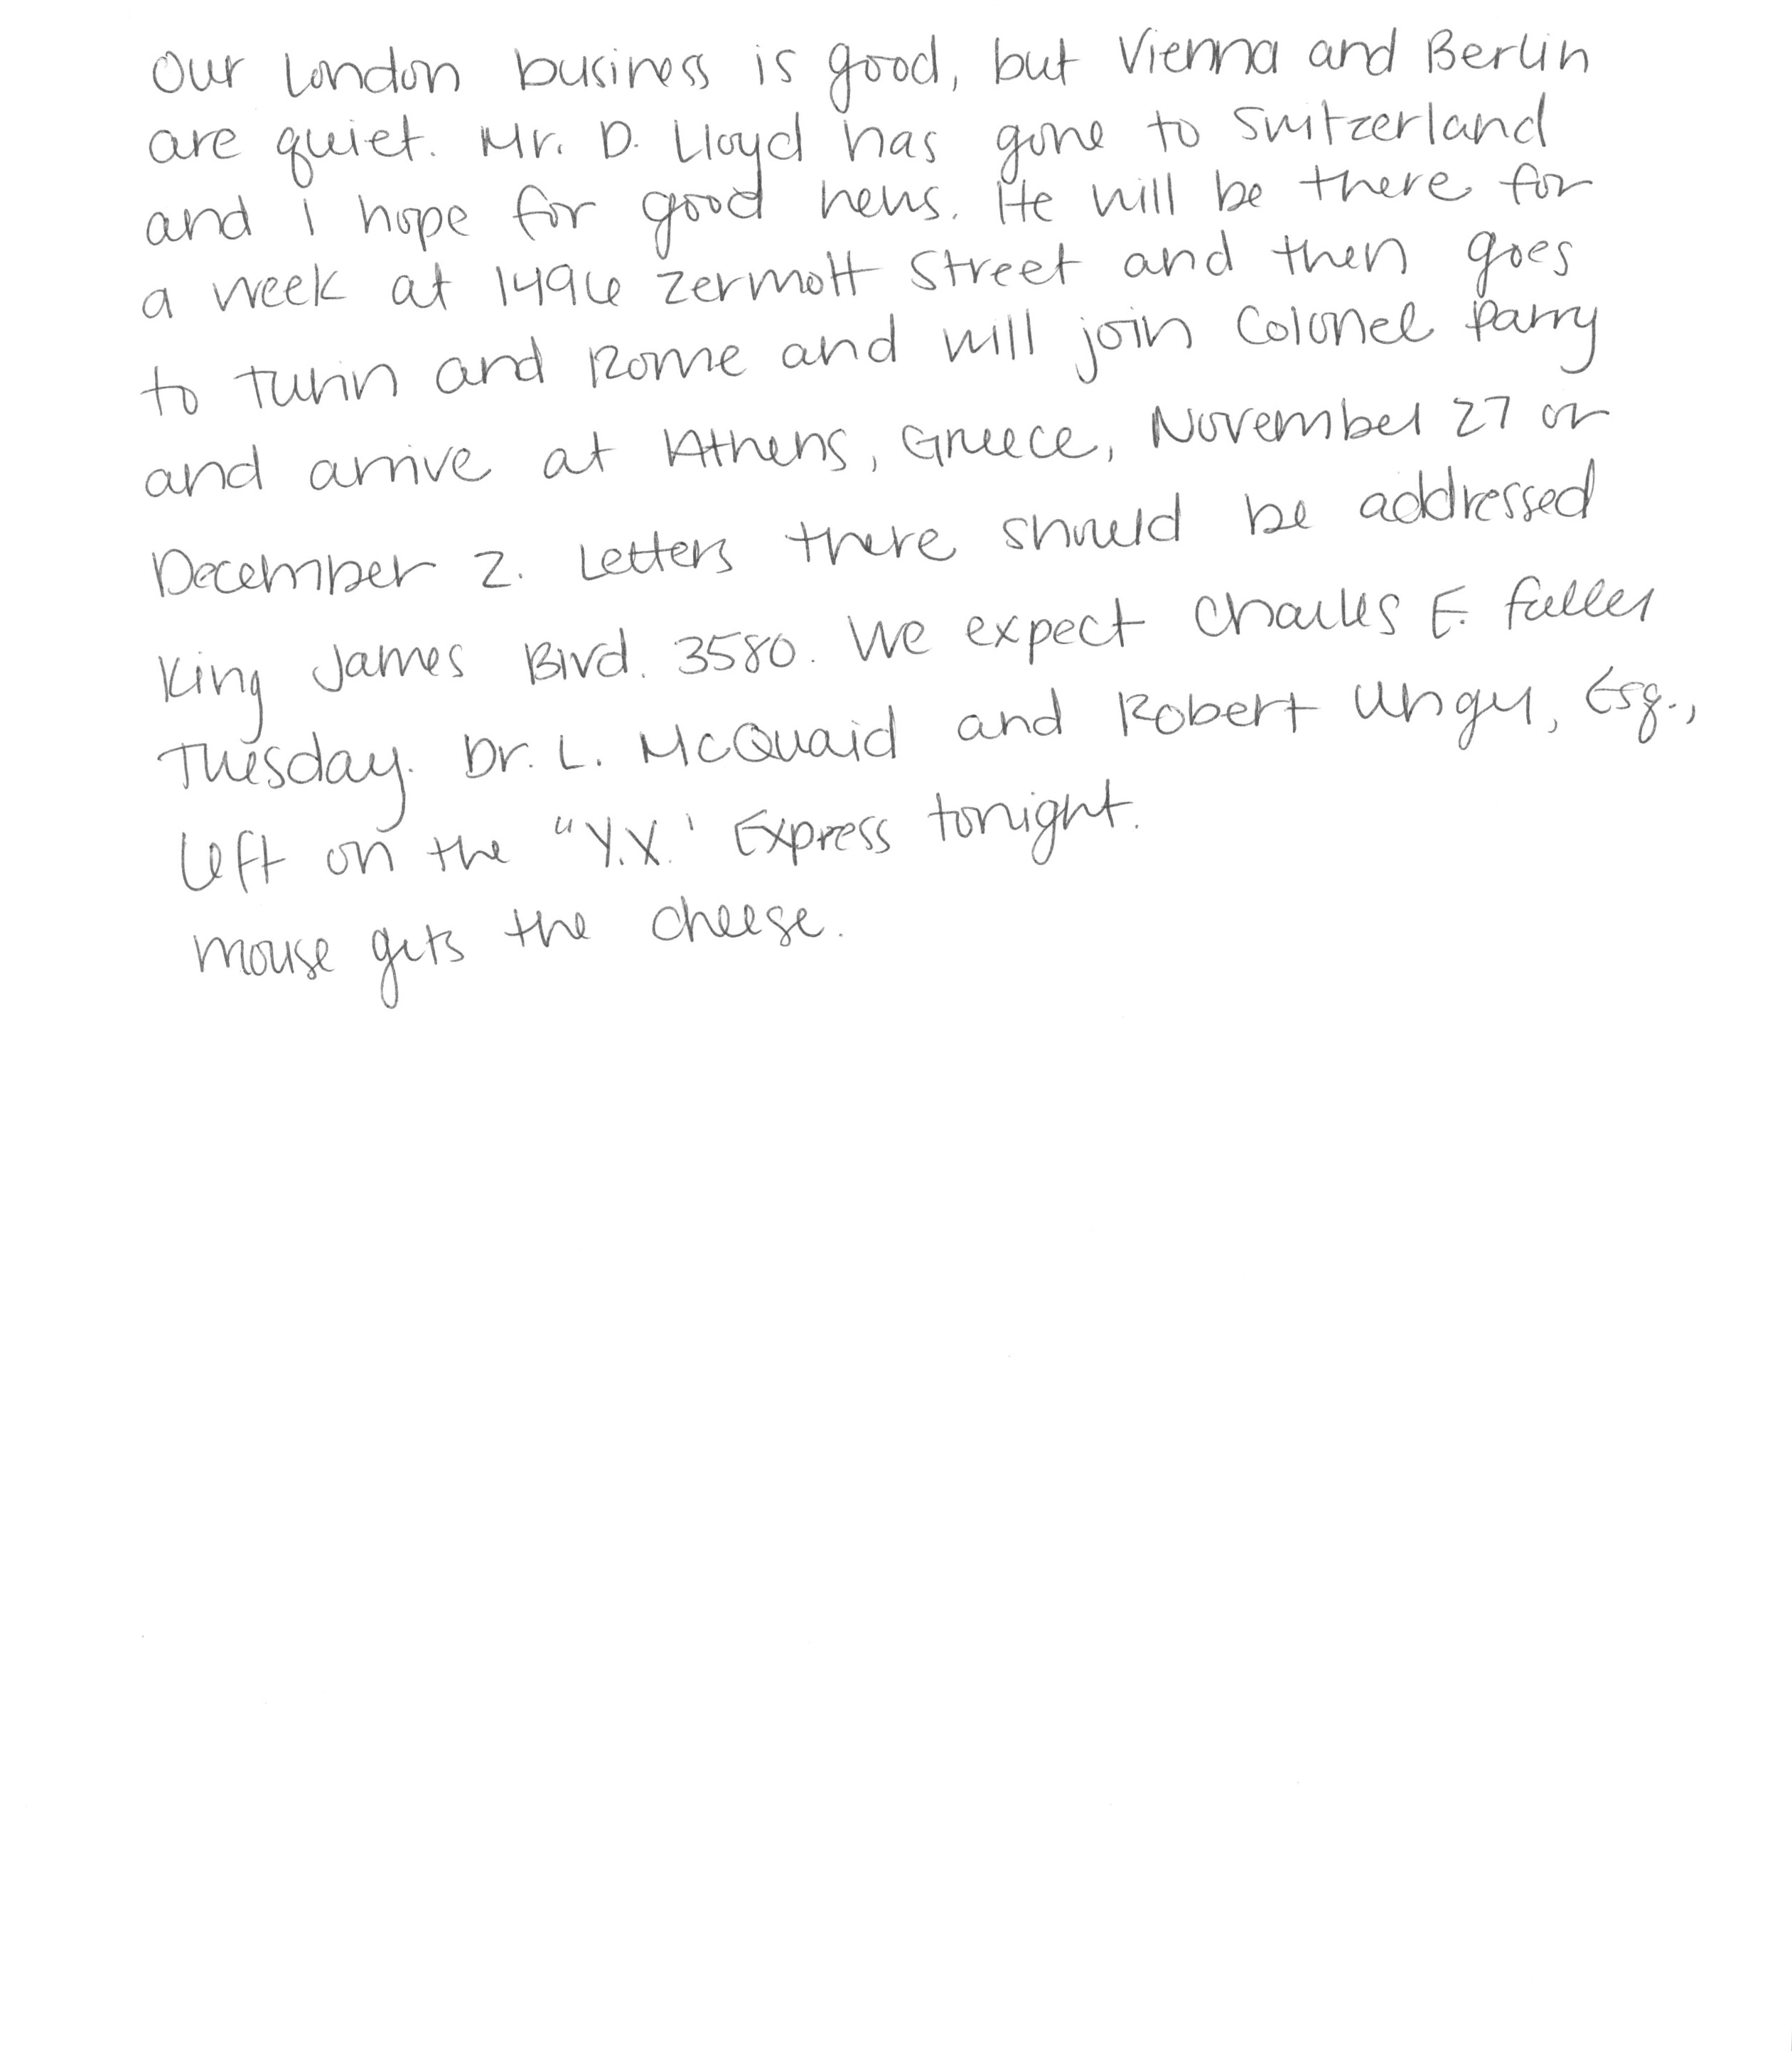 Our London business is good, but Vienna and Berlin
are quiet. Mr. D. Lloyd has gone to Switzerland
and I hope for good news. He will be there for
a week at 1496 Zermott Street and then goes
to Turin and Rome and will join Colonel Parry
and arrive at Athens, Greece, November 27 or
December 2. Letters there should be addressed
King James Blvd. 3580. We expect Charles E. Fuller
Tuesday. Dr. L. McQuaid and Robert Unger, Esq.,
left on the "Y.X." Express tonight.
mouse gets the cheese.